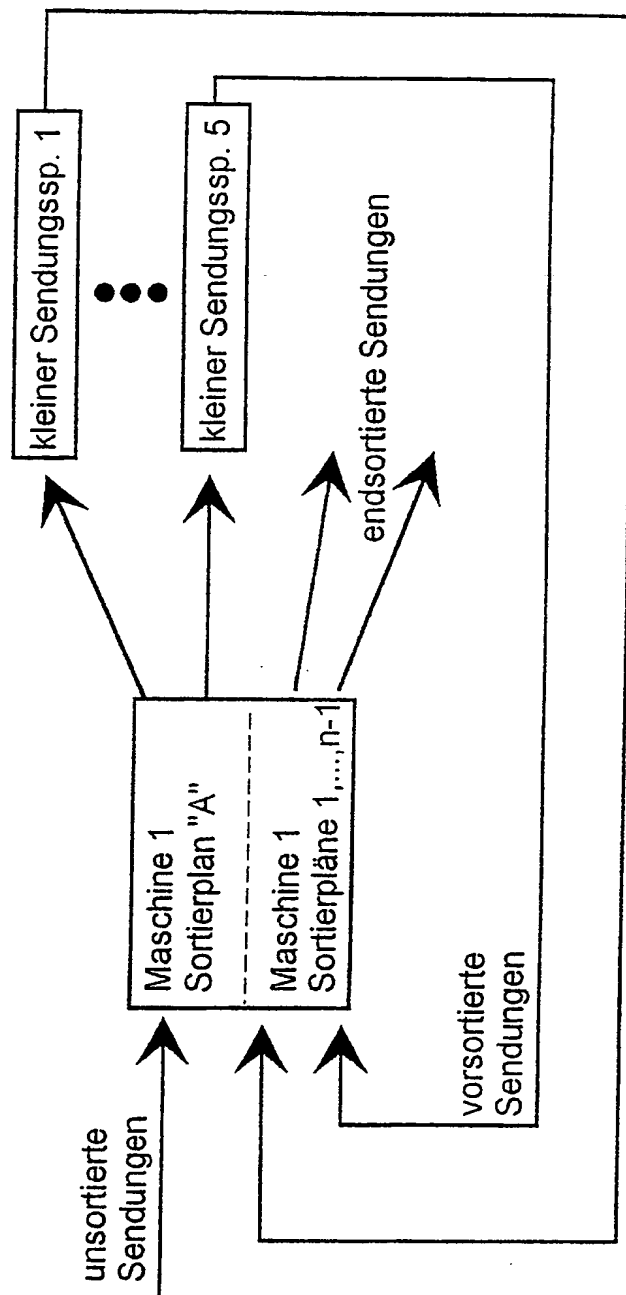 unsortierte
Sendungen
Maschine 1
Sortierplan "A"
Maschine 1
Sortierpläne 1,...,n-1
kleiner Sendungssp. 1
kleiner Sendungssp. 5
endsortierte Sendungen
vorsortierte
Sendungen